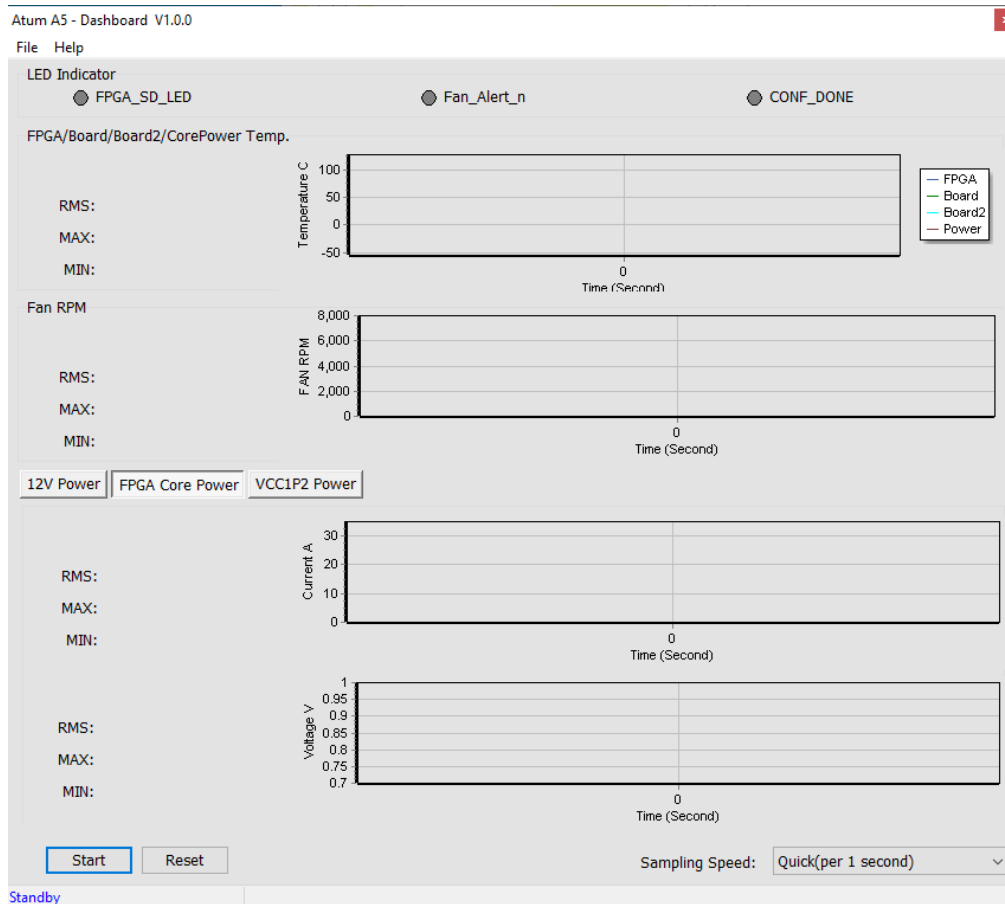 Atum A5 - Dashboard V1.0.0
File Help
LED Indicator
FPGA_SD_LED Fan_Alert_n CONF_DONE
FPGA/Board/Board2/CorePower Temp.
RMS:
MAX:
MIN:
Temperature C
100
50
0
-50
0
Time (Second)
FPGA
Board
Board2
Power
Fan RPM
RMS:
MAX:
MIN:
FAN RPM
8,000
6,000
4,000
2,000
0
0
Time (Second)
12V Power FPGA Core Power VCC1P2 Power
RMS:
MAX:
MIN:
Current A
30
20
10
0
0
Time (Second)
RMS:
MAX:
MIN:
Voltage V
1
0.95
0.9
0.85
0.8
0.75
0.7
0
Time (Second)
Start Reset Sampling Speed: Quick(per 1 second)
Standby